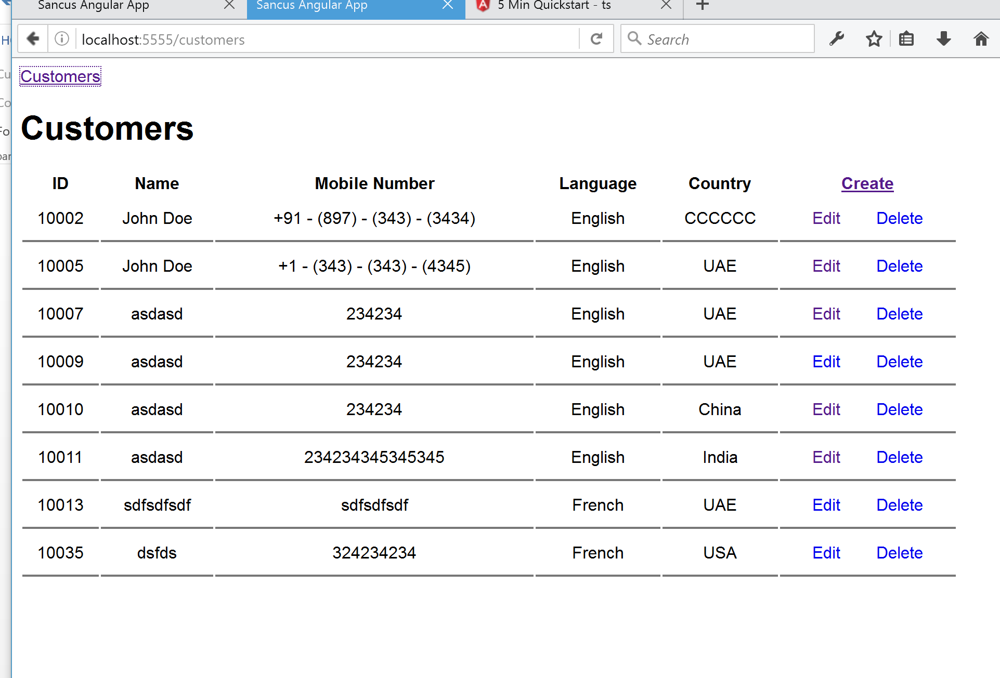 Sancus Angular App
Sancus Angular App
5 Min Quickstart - ts
localhost:5555/customers
Search
Customers
Customers
ID Name Mobile Number Language Country Create
10002 John Doe +91 - (897) - (343) - (3434) English CCCCCC Edit Delete
10005 John Doe +1 - (343) - (343) - (4345) English UAE Edit Delete
10007 asdasd 234234 English UAE Edit Delete
10009 asdasd 234234 English UAE Edit Delete
10010 asdasd 234234 English China Edit Delete
10011 asdasd 234234345345345 English India Edit Delete
10013 sdfsdfsdf sdfsdfsdf French UAE Edit Delete
10035 dsfds 324234234 French USA Edit Delete